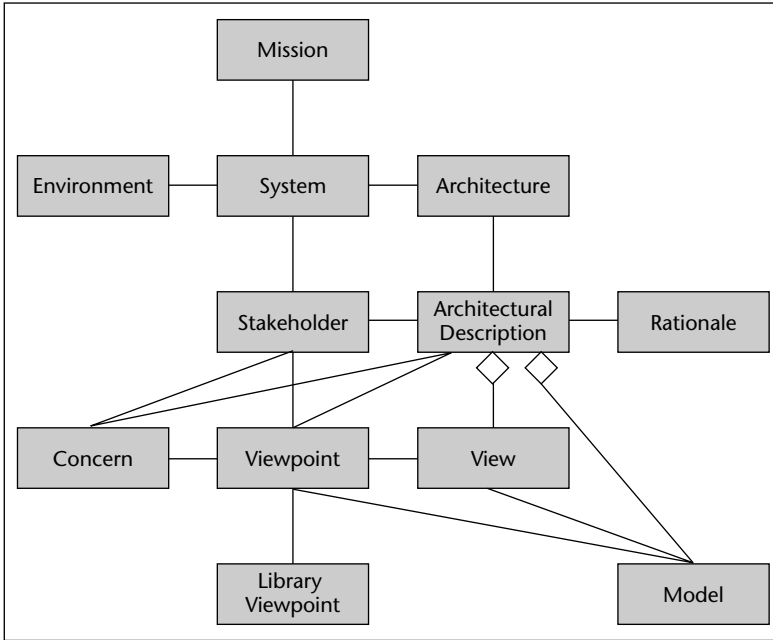 Mission
Environment
System
Architecture
Stakeholder
Architectural
Description
Rationale
Concern
Viewpoint
View
Library
Viewpoint
Model